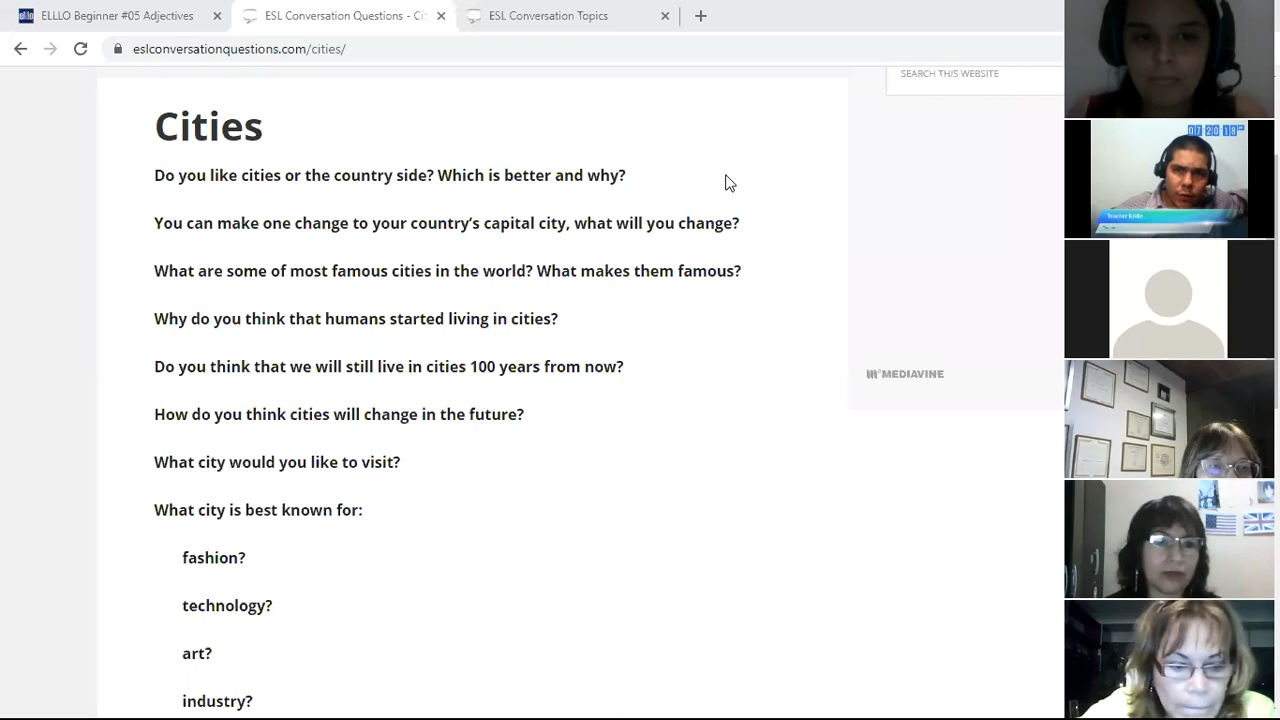 ELLLO Beginner #05 Adjectives
ESL Conversation Questions - Ci
ESL Conversation Topics
eslconversationquestions.com/cities/
SEARCH THIS WEBSITE
Cities
Do you like cities or the country side? Which is better and why?
You can make one change to your country's capital city, what will you change?
What are some of most famous cities in the world? What makes them famous?
Why do you think that humans started living in cities?
Do you think that we will still live in cities 100 years from now?
MEDIAVINE
How do you think cities will change in the future?
What city would you like to visit?
What city is best known for:
fashion?
technology?
art?
industry?
07:20:18
Teacher Eddie